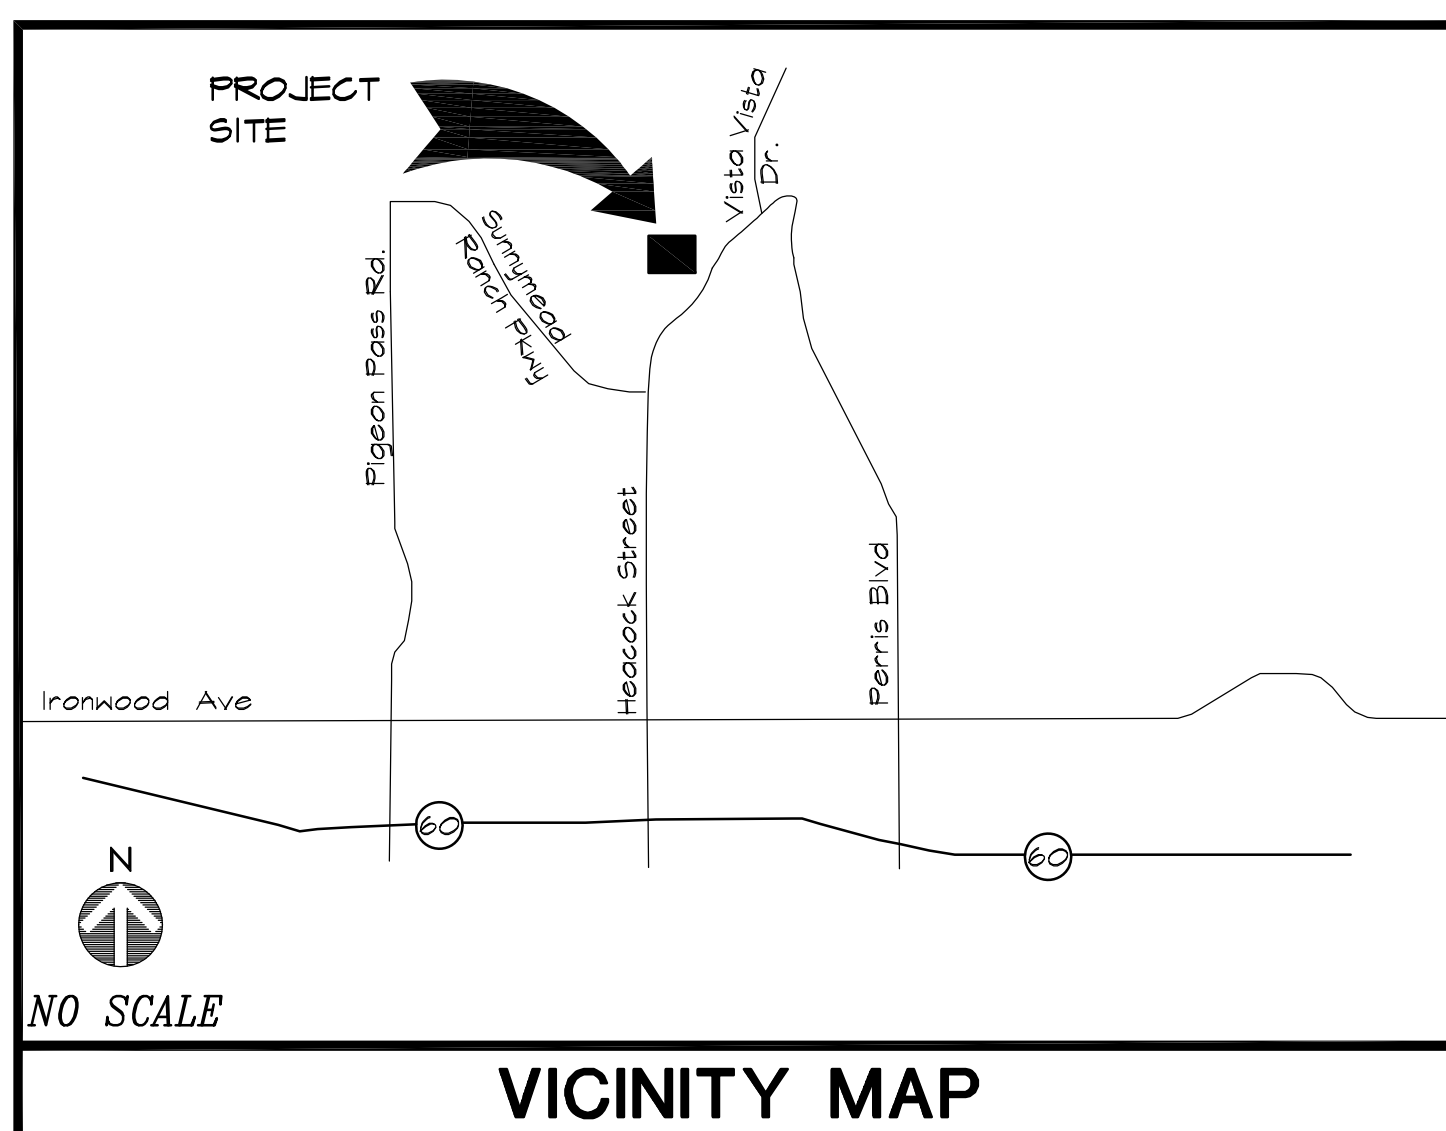 PROJECT
SITE
Vista Vista
Dr.
Sunnymead
Ranch Pkwy
Pigeon Pass Rd.
Heacock Street
Perris Blvd
Ironwood Ave
60
60
N
NO SCALE
VICINITY MAP